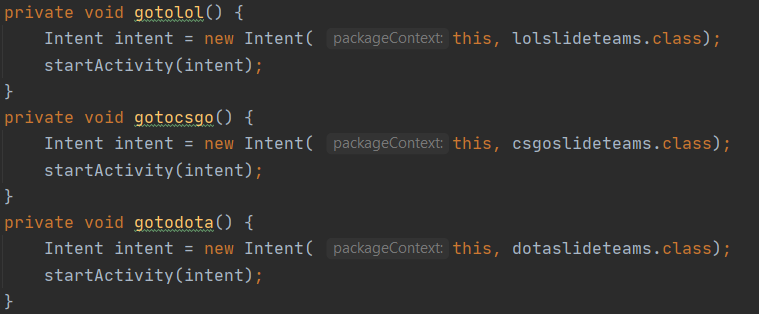 private void gotolol() {
    Intent intent = new Intent( packageContext: this, lolslideteams.class);
    startActivity(intent);
}
private void gotocsgo() {
    Intent intent = new Intent( packageContext: this, csgoslideteams.class);
    startActivity(intent);
}
private void gotodota() {
    Intent intent = new Intent( packageContext: this, dotaslideteams.class);
    startActivity(intent);
}